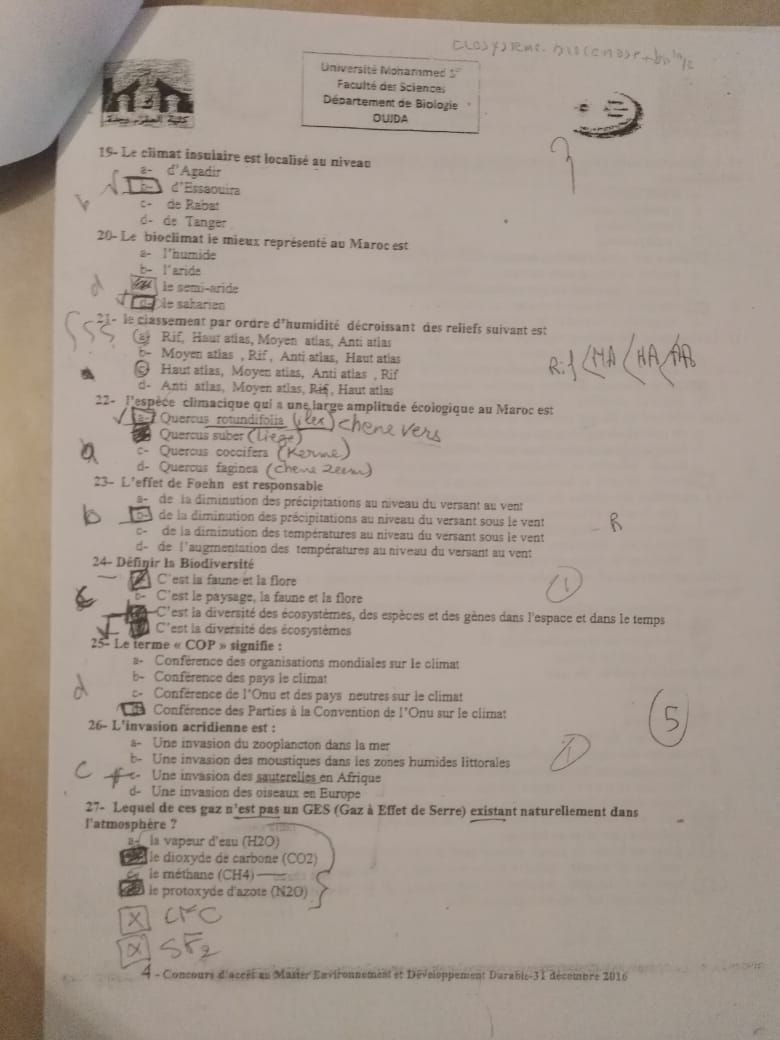 Université Mohammed 1er
Faculté des Sciences
Département de Biologie
OUJDA
19- Le climat insulaire est localisé au niveau
a- d'Agadir
b- d'Essaouira
b
c- de Rabat
d- de Tanger
20- Le bioclimat le mieux représenté au Maroc est
a- l'humide
b- l'aride
d
le semi-aride
d- le saharien
21- le classement par ordre d'humidité décroissant des reliefs suivant est
a) Rif, Haut atlas, Moyen atlas, Anti atlas
b- Moyen atlas , Rif , Anti atlas, Haut atlas
c) Haut atlas, Moyen atlas, Anti atlas , Rif
Rif < MA < HA < AA
d- Anti atlas, Moyen atlas, Rif, Haut atlas
22- l'espèce climacique qui a une large amplitude écologique au Maroc est
a- Quercus rotundifolia (ilex) chene vers
Quercus suber (Liege)
a
c- Quercus coccifera (Kerme)
d- Quercus faginea (chene zeem)
23- L'effet de Foehn est responsable
a- de la diminution des précipitations au niveau du versant au vent
b
b- de la diminution des précipitations au niveau du versant sous le vent
R
c- de la diminution des températures au niveau du versant sous le vent
d- de l'augmentation des températures au niveau du versant au vent
24- Définir la Biodiversité
C'est la faune et la flore
1
c
b- C'est le paysage, la faune et la flore
C'est la diversité des écosystèmes, des espèces et des gènes dans l'espace et dans le temps
C'est la diversité des écosystèmes
25- Le terme « COP » signifie :
a- Conférence des organisations mondiales sur le climat
b- Conférence des pays le climat
d
c- Conférence de l'Onu et des pays neutres sur le climat
d- Conférence des Parties à la Convention de l'Onu sur le climat
5
26- L'invasion acridienne est :
a- Une invasion du zooplancton dans la mer
1
b- Une invasion des moustiques dans les zones humides littorales
c
c- Une invasion des sauterelles en Afrique
d- Une invasion des oiseaux en Europe
27- Lequel de ces gaz n'est pas un GES (Gaz à Effet de Serre) existant naturellement dans
l'atmosphère ?
a- la vapeur d'eau (H2O)
le dioxyde de carbone (CO2)
c- le méthane (CH4)
le protoxyde d'azote (N2O)
X CFC
X SF2
4 - Concours d'accès au Master Environnement et Développement Durable-31 décembre 2016